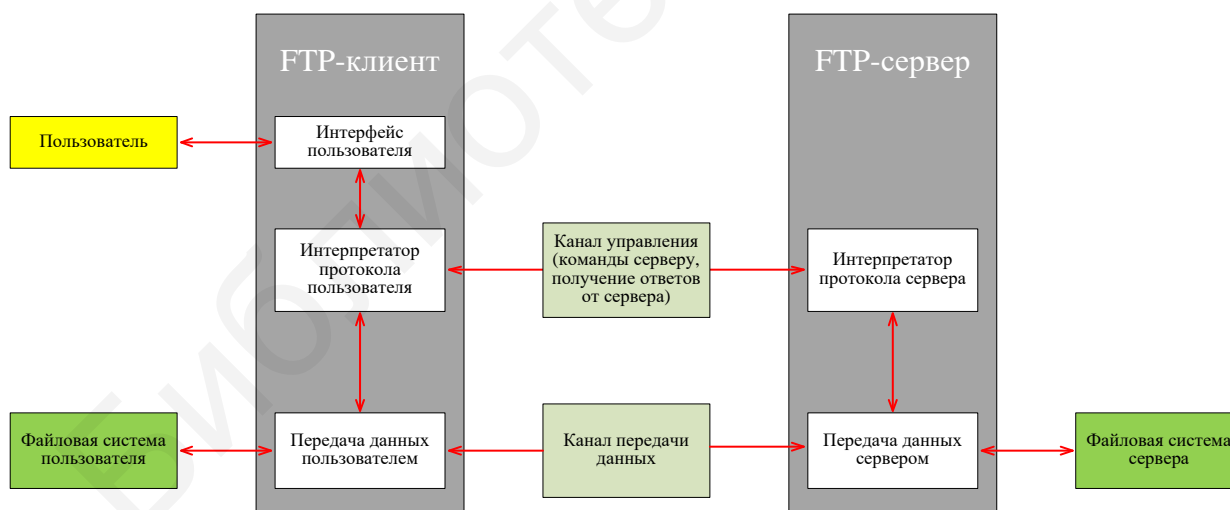 FTP-клиент
FTP-сервер
Пользователь
Интерфейс
пользователя
Интерпретатор
протокола
пользователя
Канал управления
(команды серверу,
получение ответов
от сервера)
Интерпретатор
протокола сервера
Файловая система
пользователя
Передача данных
пользователем
Канал передачи
данных
Передача данных
сервером
Файловая система
сервера
Библиоте